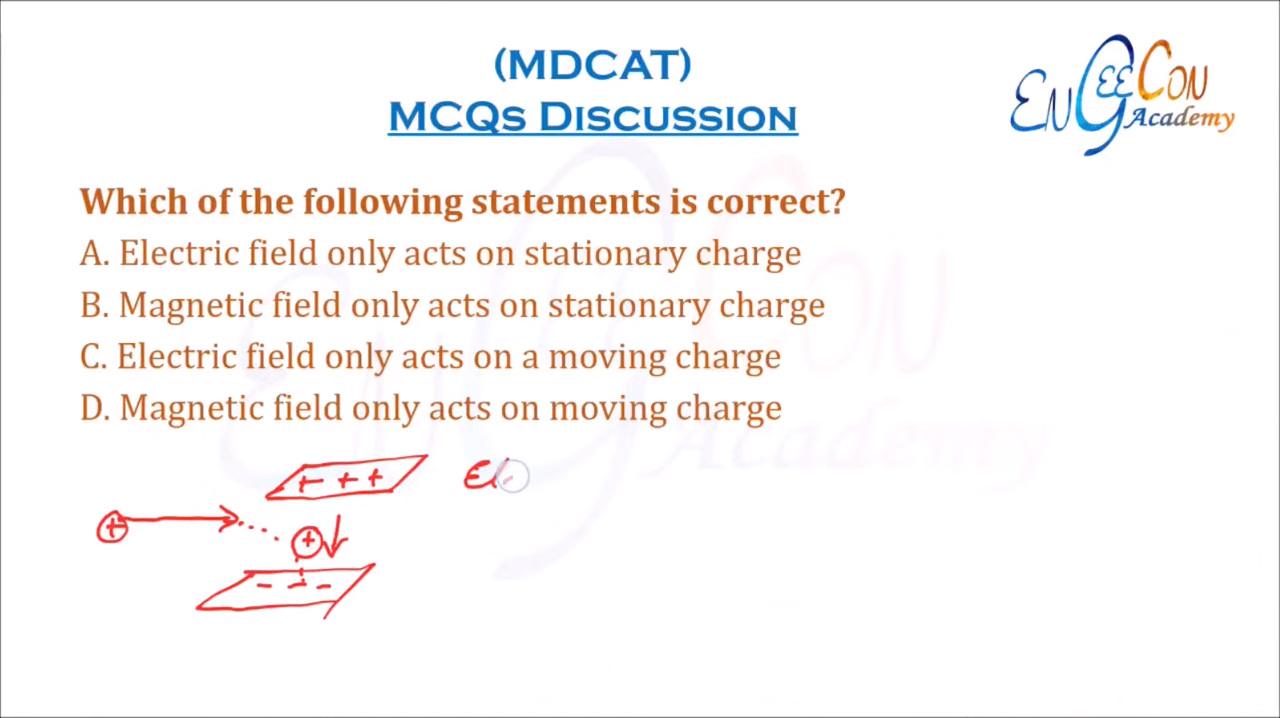 (MDCAT)
MCQs Discussion
EnGeeCon
Academy
Which of the following statements is correct?
A. Electric field only acts on stationary charge
B. Magnetic field only acts on stationary charge
C. Electric field only acts on a moving charge
D. Magnetic field only acts on moving charge
+ + +
El
+
+
- - -